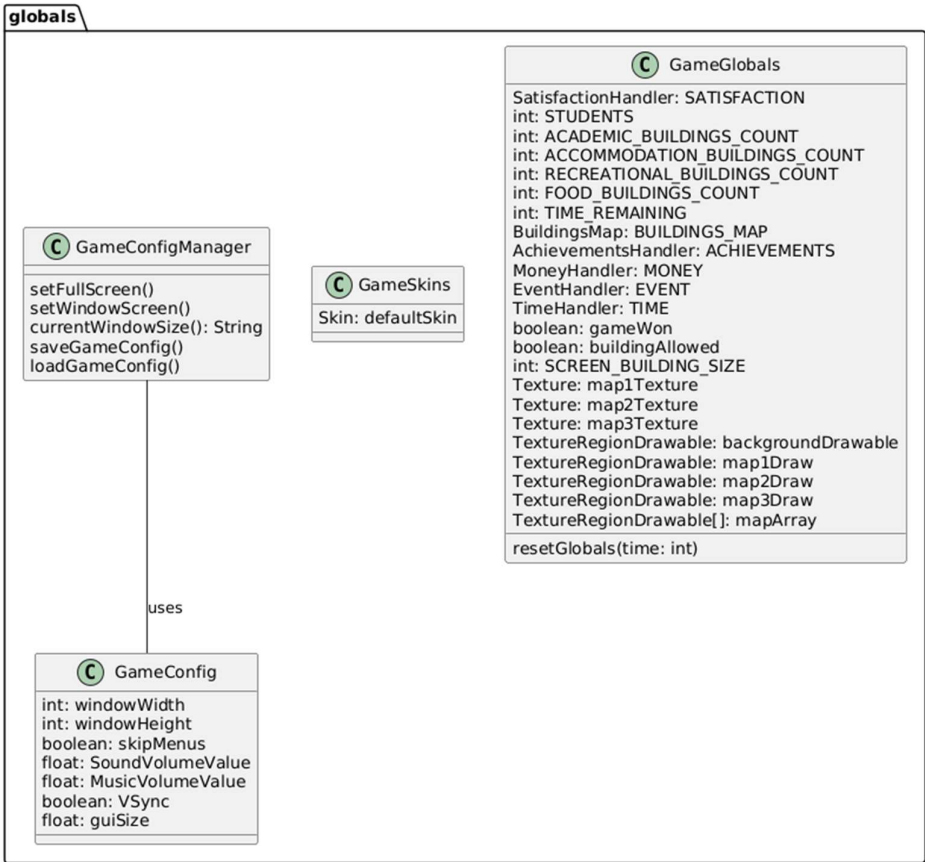 globals
C GameGlobals
SatisfactionHandler: SATISFACTION
int: STUDENTS
int: ACADEMIC_BUILDINGS_COUNT
int: ACCOMMODATION_BUILDINGS_COUNT
int: RECREATIONAL_BUILDINGS_COUNT
int: FOOD_BUILDINGS_COUNT
int: TIME_REMAINING
BuildingsMap: BUILDINGS_MAP
AchievementsHandler: ACHIEVEMENTS
MoneyHandler: MONEY
EventHandler: EVENT
TimeHandler: TIME
boolean: gameWon
boolean: buildingAllowed
int: SCREEN_BUILDING_SIZE
Texture: map1Texture
Texture: map2Texture
Texture: map3Texture
TextureRegionDrawable: backgroundDrawable
TextureRegionDrawable: map1Draw
TextureRegionDrawable: map2Draw
TextureRegionDrawable: map3Draw
TextureRegionDrawable[]: mapArray
resetGlobals(time: int)
C GameConfigManager
setFullScreen()
setWindowScreen()
currentWindowSize(): String
saveGameConfig()
loadGameConfig()
C GameSkins
Skin: defaultSkin
uses
C GameConfig
int: windowWidth
int: windowHeight
boolean: skipMenus
float: SoundVolumeValue
float: MusicVolumeValue
boolean: VSync
float: guiSize